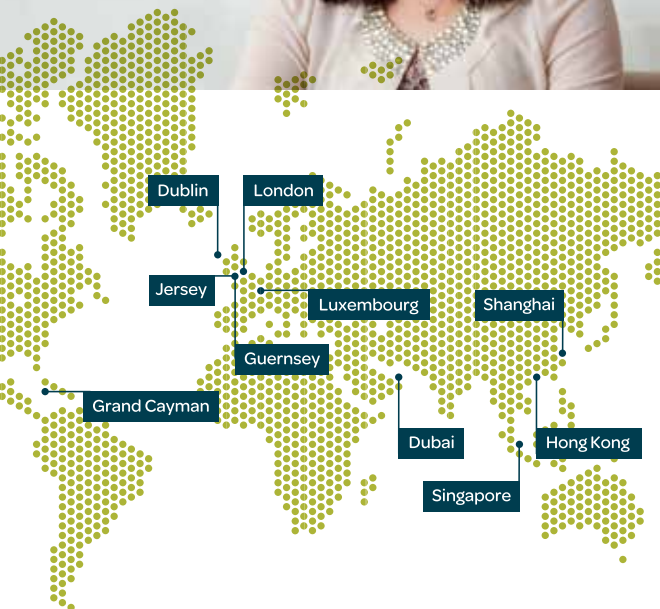 Dublin
London
Jersey
Luxembourg
Shanghai
Guernsey
Grand Cayman
Dubai
Hong Kong
Singapore